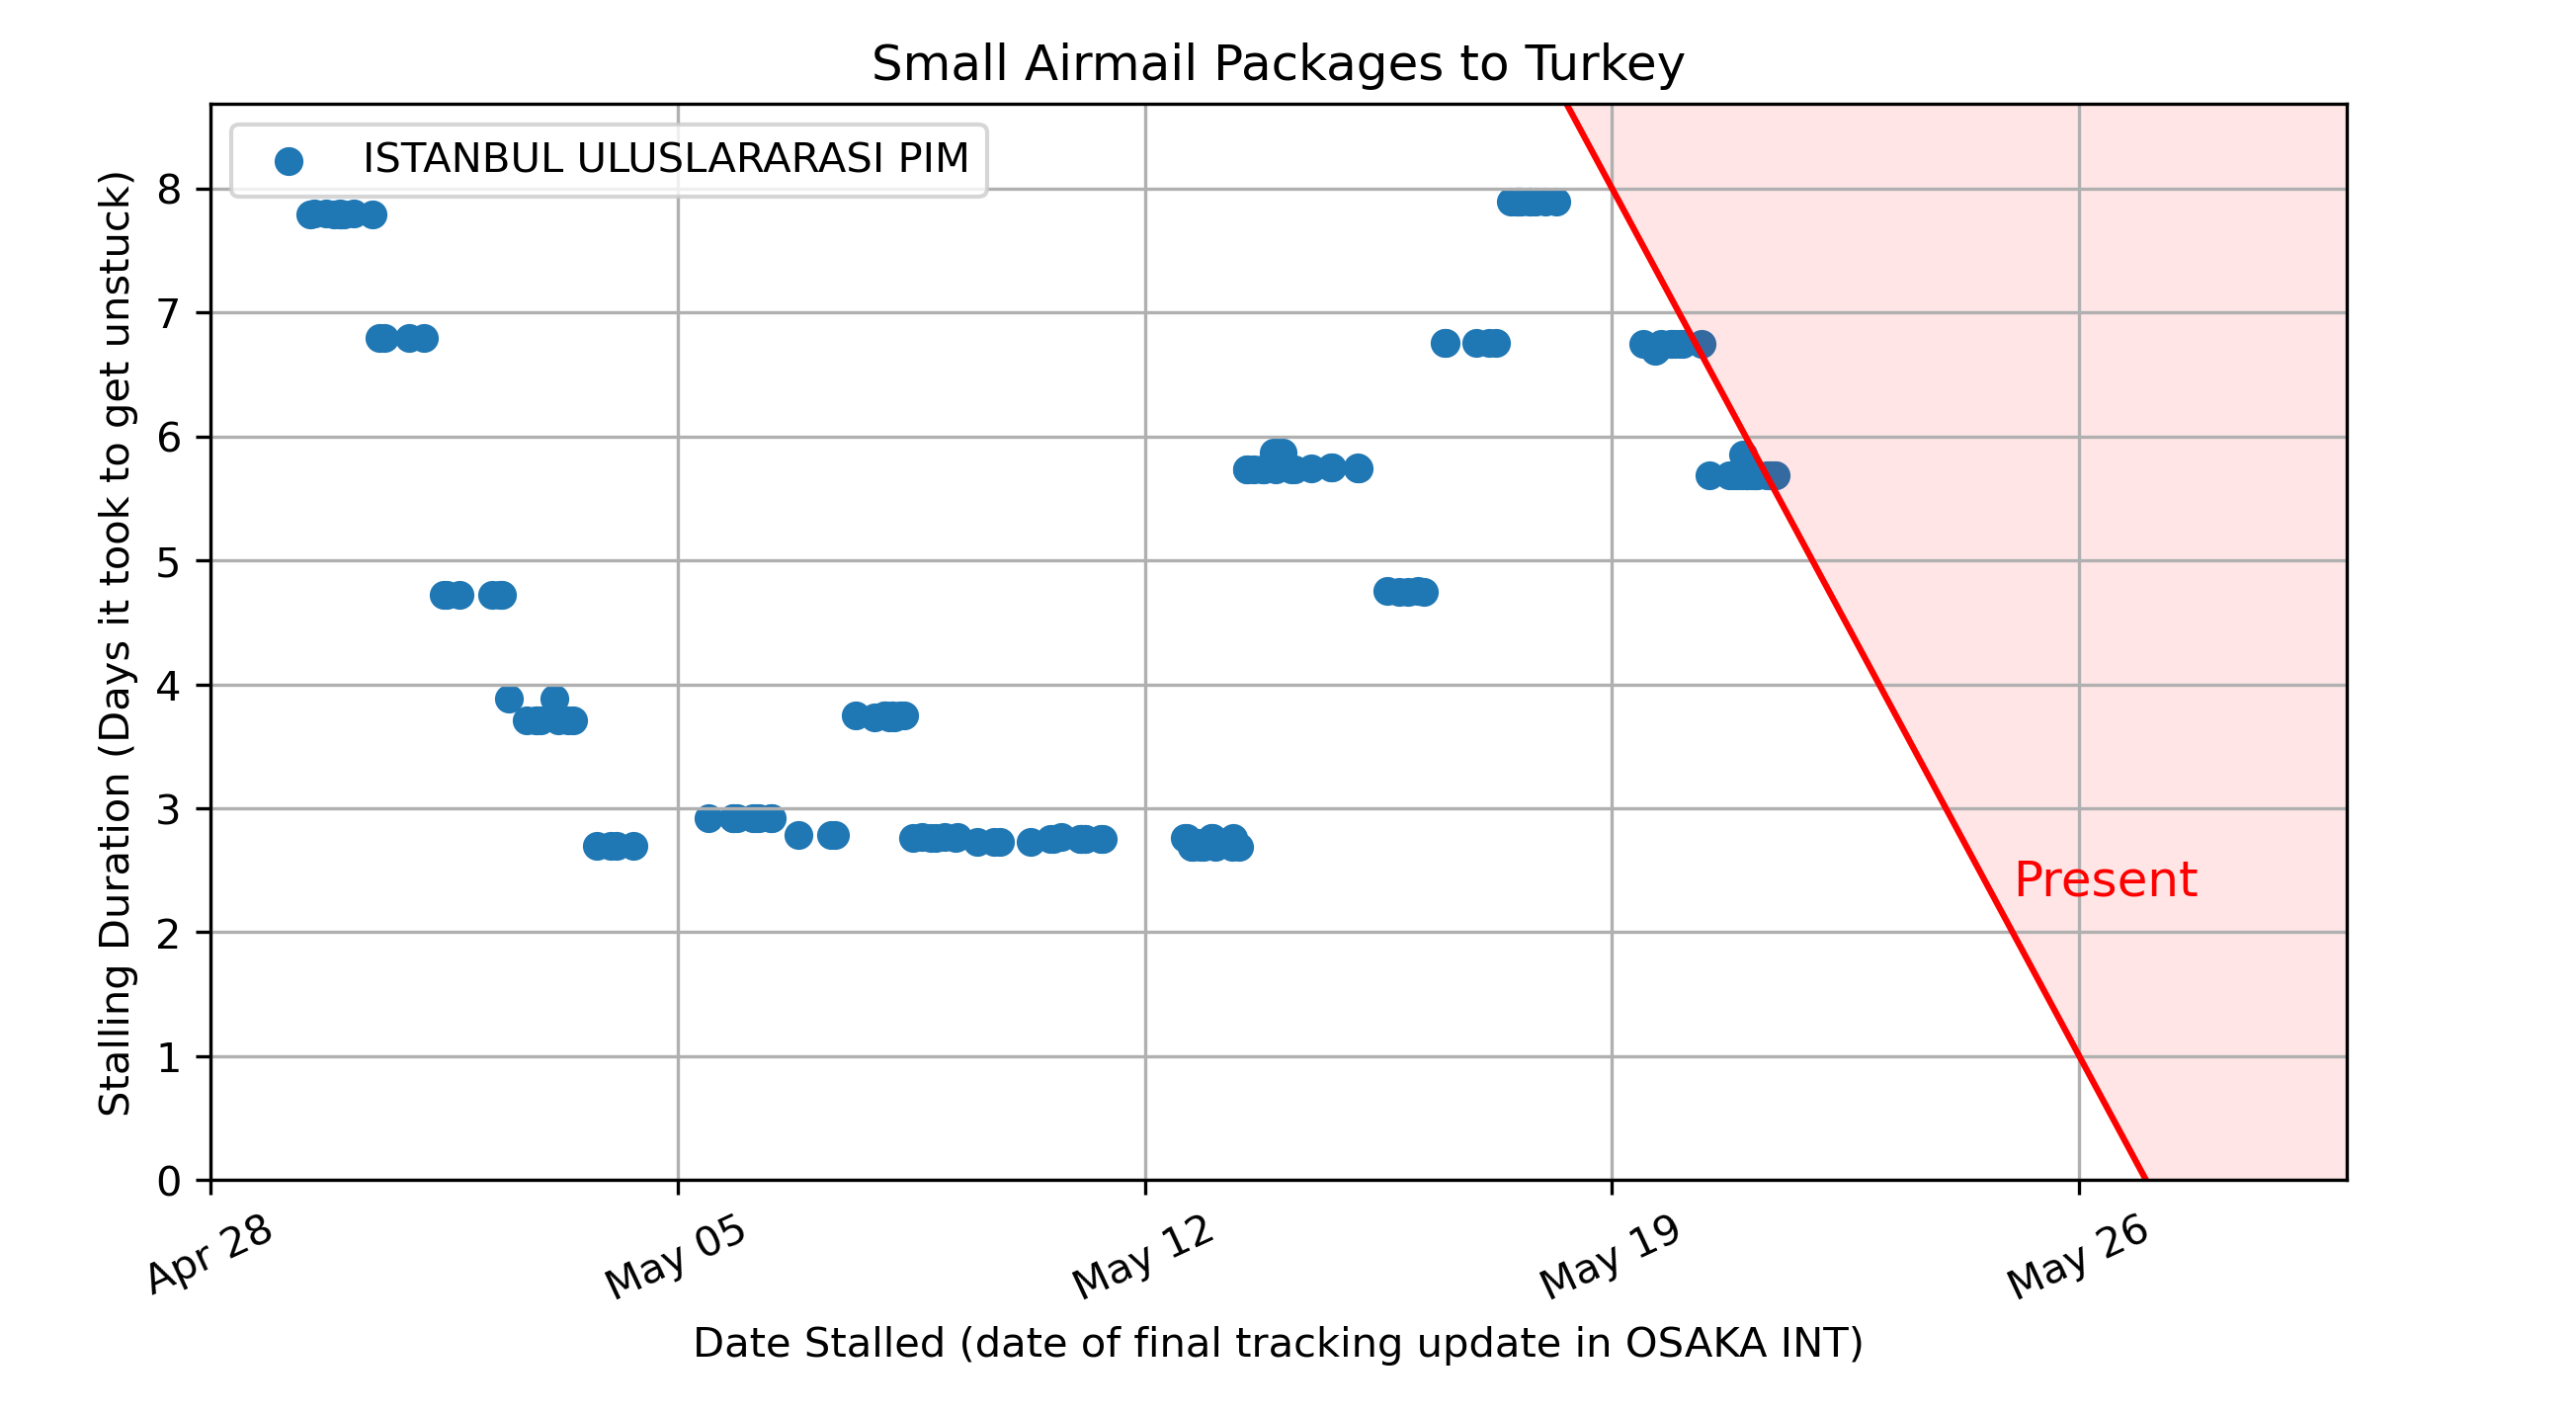 Small Airmail Packages to Turkey
ISTANBUL ULUSLARARASI PIM
Stalling Duration (Days it took to get unstuck)
8
7
6
5
4
3
2
1
0
Present
Apr 28
May 05
May 12
May 19
May 26
Date Stalled (date of final tracking update in OSAKA INT)